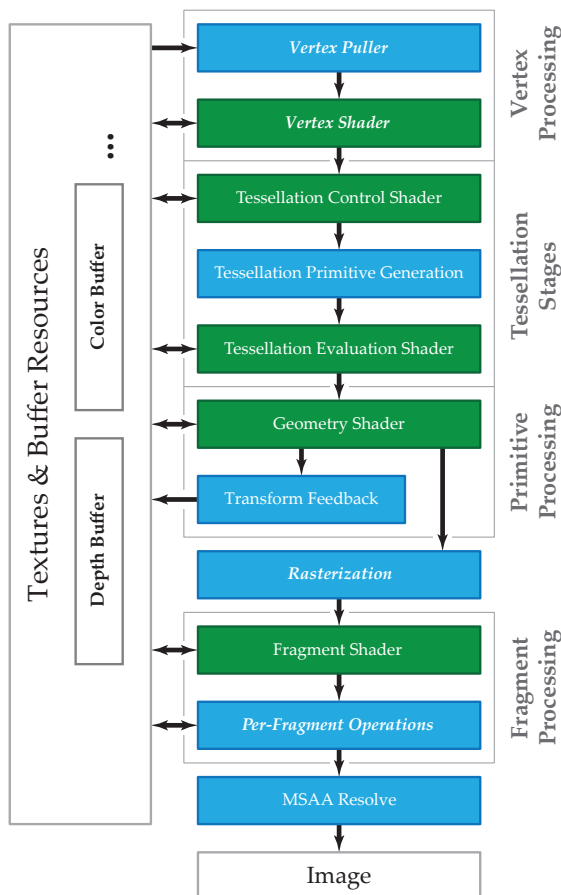 Textures & Buffer Resources
...
Color Buffer
Depth Buffer
Vertex Puller
Vertex Shader
Vertex
Processing
Tessellation Control Shader
Tessellation Primitive Generation
Tessellation Evaluation Shader
Tessellation
Stages
Geometry Shader
Transform Feedback
Primitive
Processing
Rasterization
Fragment Shader
Per-Fragment Operations
Fragment
Processing
MSAA Resolve
Image